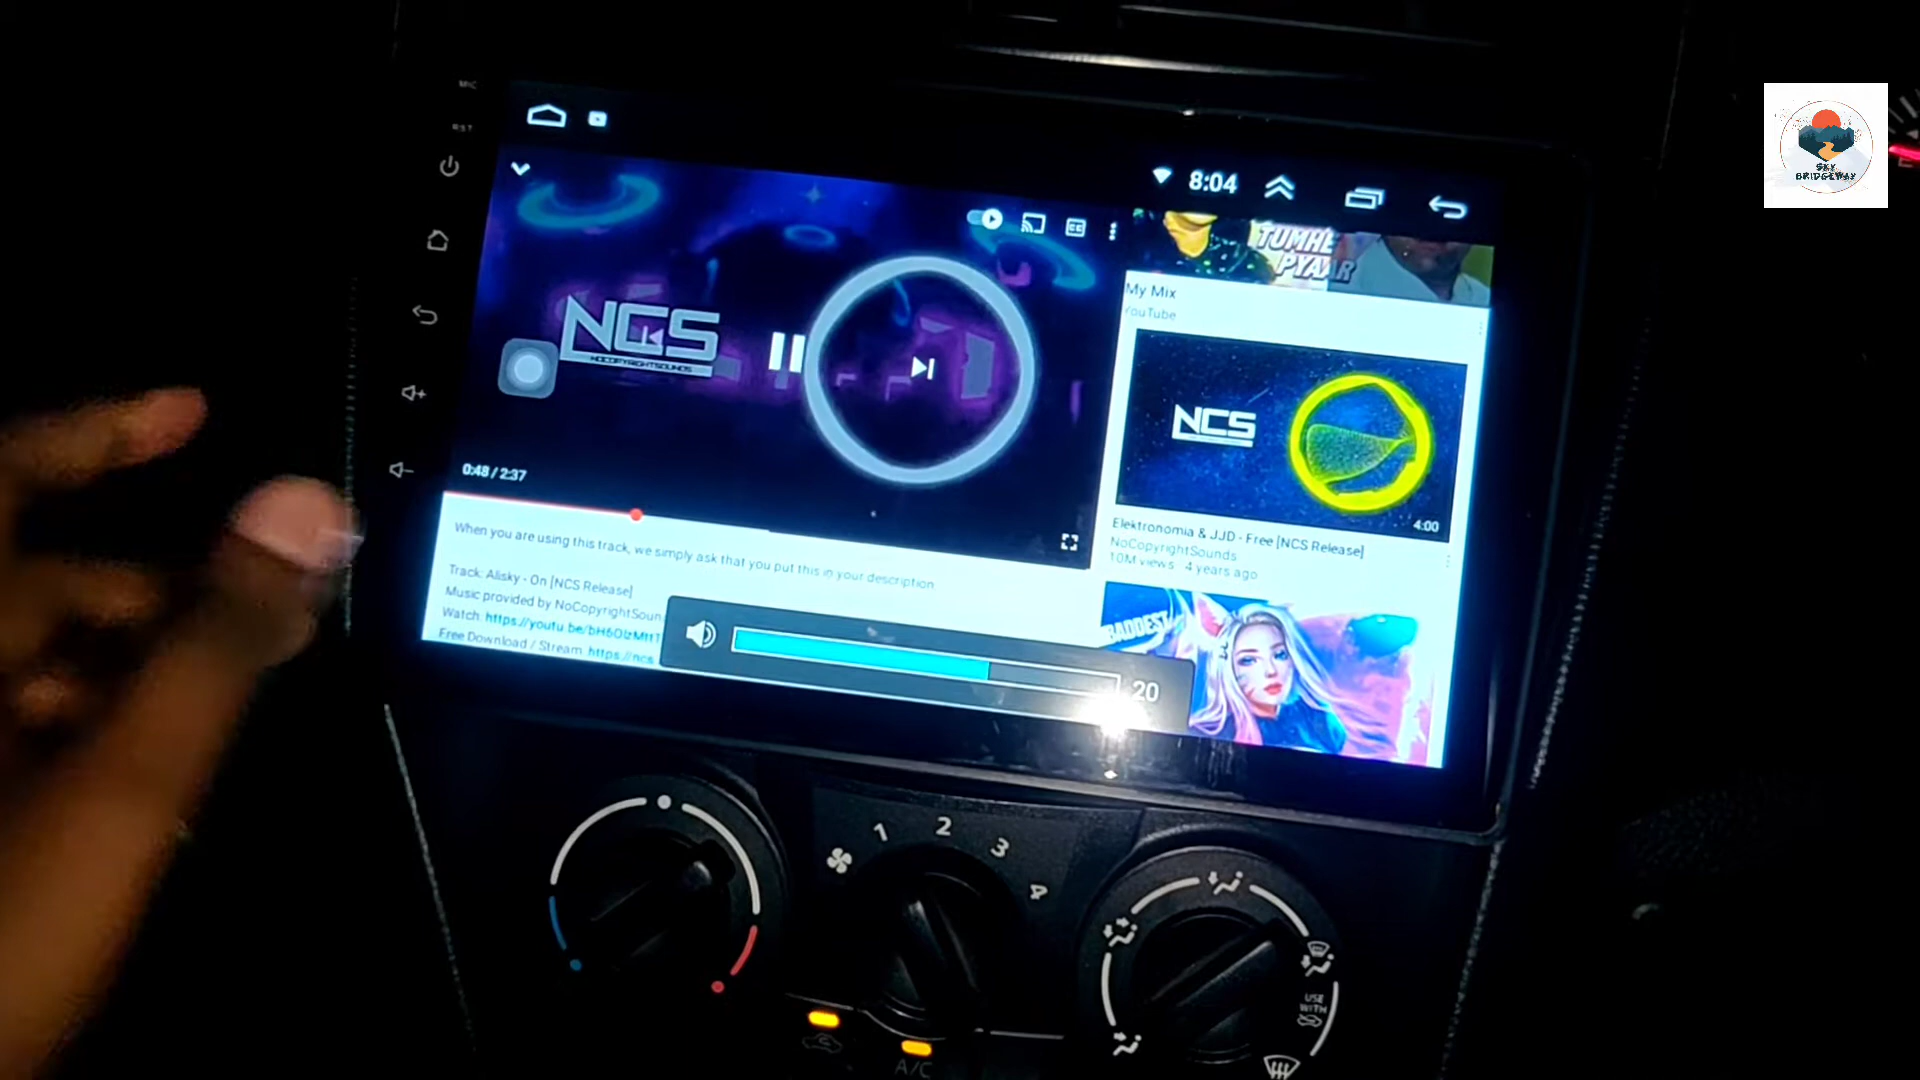 MIC
RST
8:04
TUMHE
PYAAR
My Mix
YouTube
NCS
NOCOPYRIGHTSOUNDS
0:48 / 2:37
When you are using this track, we simply ask that you put this in your description
Track: Alisky - On [NCS Release]
Music provided by NoCopyrightSoun
Watch: https://youtu.be/bH6OlzMtt
Free Download / Stream: https://ncs
20
NCS
4:00
Elektronomia & JJD - Free [NCS Release]
NoCopyrightSounds
10M views · 4 years ago
BADDEST
CC
1
2
3
4
USE
WITH
A/C
SKY
BRIDGEWAY